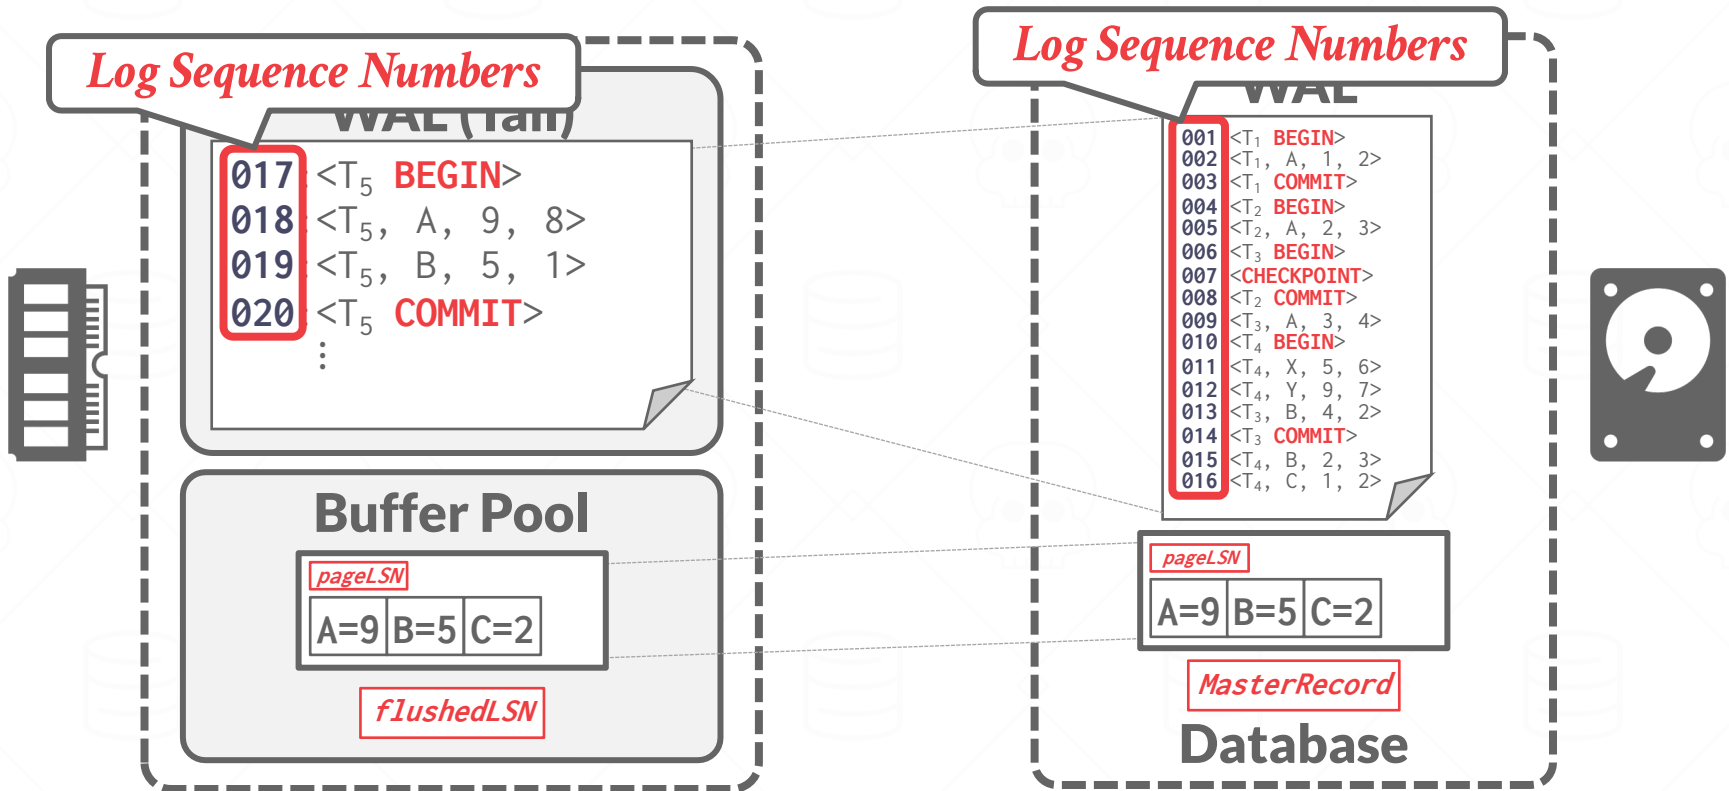 Log Sequence Numbers
WAL (Tail)
017 <T5 BEGIN>
018 <T5, A, 9, 8>
019 <T5, B, 5, 1>
020 <T5 COMMIT>
⋮
Buffer Pool
pageLSN
A=9 B=5 C=2
flushedLSN
Log Sequence Numbers
WAL
001 <T1 BEGIN>
002 <T1, A, 1, 2>
003 <T1 COMMIT>
004 <T2 BEGIN>
005 <T2, A, 2, 3>
006 <T3 BEGIN>
007 <CHECKPOINT>
008 <T2 COMMIT>
009 <T3, A, 3, 4>
010 <T4 BEGIN>
011 <T4, X, 5, 6>
012 <T4, Y, 9, 7>
013 <T3, B, 4, 2>
014 <T3 COMMIT>
015 <T4, B, 2, 3>
016 <T4, C, 1, 2>
pageLSN
A=9 B=5 C=2
MasterRecord
Database